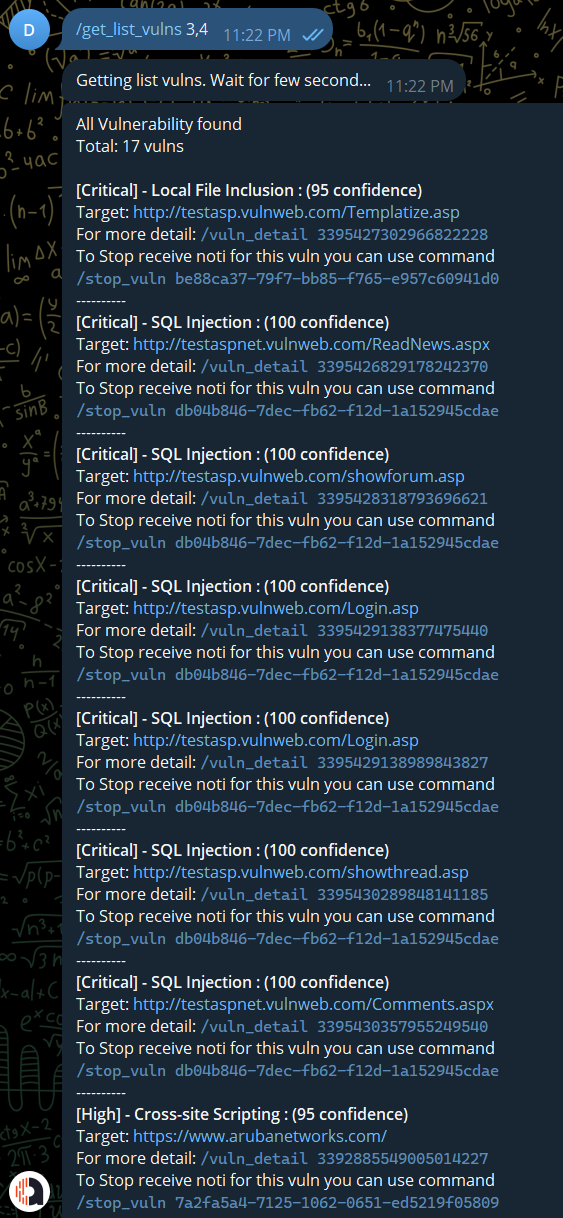 D
/get_list_vulns 3,4 11:22 PM
Getting list vulns. Wait for few second... 11:22 PM
All Vulnerability found
Total: 17 vulns
[Critical] - Local File Inclusion : (95 confidence)
Target: http://testasp.vulnweb.com/Templatize.asp
For more detail: /vuln_detail 3395427302966822228
To Stop receive noti for this vuln you can use command
/stop_vuln be88ca37-79f7-bb85-f765-e957c60941d0
----------
[Critical] - SQL Injection : (100 confidence)
Target: http://testaspnet.vulnweb.com/ReadNews.aspx
For more detail: /vuln_detail 3395426829178242370
To Stop receive noti for this vuln you can use command
/stop_vuln db04b846-7dec-fb62-f12d-1a152945cdae
----------
[Critical] - SQL Injection : (100 confidence)
Target: http://testasp.vulnweb.com/showforum.asp
For more detail: /vuln_detail 3395428318793696621
To Stop receive noti for this vuln you can use command
/stop_vuln db04b846-7dec-fb62-f12d-1a152945cdae
----------
[Critical] - SQL Injection : (100 confidence)
Target: http://testasp.vulnweb.com/Login.asp
For more detail: /vuln_detail 3395429138377475440
To Stop receive noti for this vuln you can use command
/stop_vuln db04b846-7dec-fb62-f12d-1a152945cdae
----------
[Critical] - SQL Injection : (100 confidence)
Target: http://testasp.vulnweb.com/Login.asp
For more detail: /vuln_detail 3395429138989843827
To Stop receive noti for this vuln you can use command
/stop_vuln db04b846-7dec-fb62-f12d-1a152945cdae
----------
[Critical] - SQL Injection : (100 confidence)
Target: http://testasp.vulnweb.com/showthread.asp
For more detail: /vuln_detail 3395430289848141185
To Stop receive noti for this vuln you can use command
/stop_vuln db04b846-7dec-fb62-f12d-1a152945cdae
----------
[Critical] - SQL Injection : (100 confidence)
Target: http://testaspnet.vulnweb.com/Comments.aspx
For more detail: /vuln_detail 3395430357955249540
To Stop receive noti for this vuln you can use command
/stop_vuln db04b846-7dec-fb62-f12d-1a152945cdae
----------
[High] - Cross-site Scripting : (95 confidence)
Target: https://www.arubanetworks.com/
For more detail: /vuln_detail 3392885549005014227
To Stop receive noti for this vuln you can use command
/stop_vuln 7a2fa5a4-7125-1062-0651-ed5219f05809